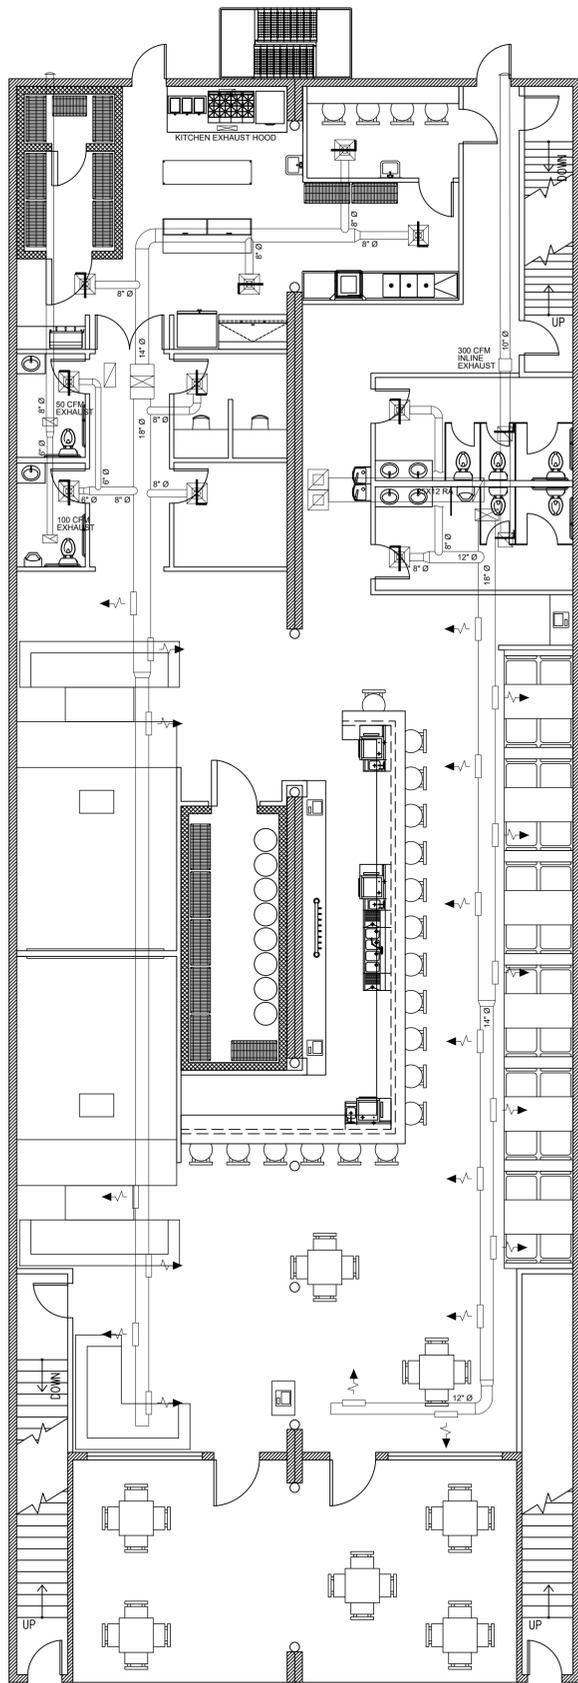 KITCHEN EXHAUST HOOD
DOWN
8" Ø
8" Ø
8" Ø
8" Ø
UP
10" Ø
14" Ø
300 CFM
INLINE
EXHAUST
50 CFM
EXHAUST
8" Ø
18" Ø
6" Ø
6" Ø
6" Ø
8" Ø
8" Ø
100 CFM
EXHAUST
8" Ø
12" Ø
8" Ø
18" Ø
14" Ø
DOWN
12" Ø
UP
UP